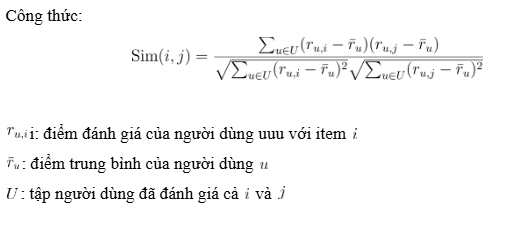 Công thức:
Sim(i, j) = \frac{\sum_{u \in U}(r_{u,i} - \bar{r}_u)(r_{u,j} - \bar{r}_u)}{\sqrt{\sum_{u \in U}(r_{u,i} - \bar{r}_u)^2}\sqrt{\sum_{u \in U}(r_{u,j} - \bar{r}_u)^2}}
r_{u,i}i: điểm đánh giá của người dùng uuu với item i
\bar{r}_u: điểm trung bình của người dùng u
U : tập người dùng đã đánh giá cả i và j